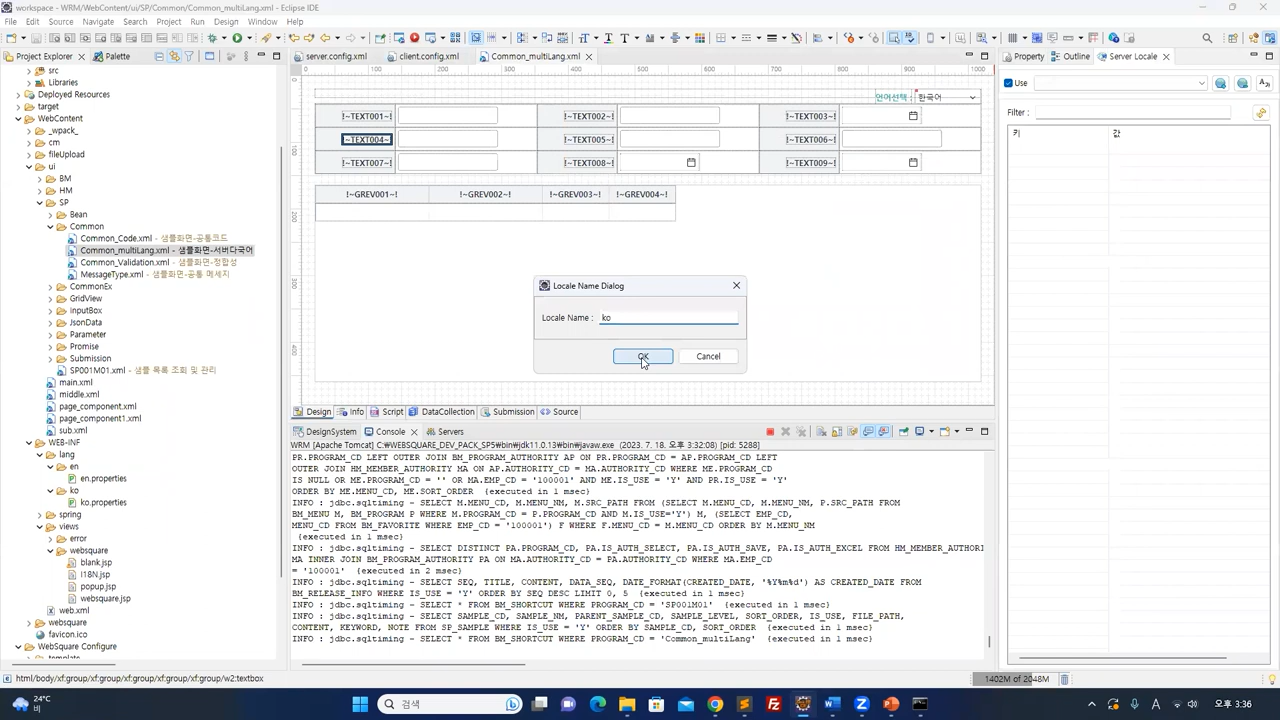 workspace - WRM/WebContent/ui/SP/Common/Common_multiLang.xml - Eclipse IDE
File Edit Source Navigate Search Project Run Design Window Help
Project Explorer Palette
src
Libraries
Deployed Resources
target
WebContent
_wpack_
cm
fileUpload
ui
BM
HM
SP
Bean
Common
Common_Code.xml - 샘플화면-공통코드
Common_multiLang.xml - 샘플화면-서버다국어
Common_Validation.xml - 샘플화면-정합성
MessageType.xml - 샘플화면-공통 메세지
CommonEx
GridView
InputBox
JsonData
Parameter
Promise
Submission
SP001M01.xml - 샘플 목록 조회 및 관리
main.xml
middle.xml
page_component.xml
page_component1.xml
sub.xml
WEB-INF
lang
en
en.properties
ko
ko.properties
spring
views
error
websquare
blank.jsp
I18N.jsp
popup.jsp
websquare.jsp
web.xml
websquare
favicon.ico
WebSquare Configure
template
server.config.xml client.config.xml Common_multiLang.xml
0 100 200 300 400 500 600 700 800 900 1000
0
100
200
300
400
언어선택 한국어
!~TEXT001~! !~TEXT002~! !~TEXT003~!
!~TEXT004~! !~TEXT005~! !~TEXT006~!
!~TEXT007~! !~TEXT008~! !~TEXT009~!
!~GREV001~! !~GREV002~! !~GREV003~! !~GREV004~!
Locale Name Dialog
Locale Name : ko
OK Cancel
Design Info Script DataCollection Submission Source
DesignSystem Console Servers
WRM [Apache Tomcat] C:\WEBSQUARE_DEV_PACK_SP5\bin\jdk11.0.13\bin\javaw.exe (2023. 7. 18. 오후 3:32:08) [pid: 5288]
PR.PROGRAM_CD LEFT OUTER JOIN BM_PROGRAM_AUTHORITY AP ON PR.PROGRAM_CD = AP.PROGRAM_CD LEFT
OUTER JOIN HM_MEMBER_AUTHORITY MA ON AP.AUTHORITY_CD = MA.AUTHORITY_CD WHERE ME.PROGRAM_CD
IS NULL OR ME.PROGRAM_CD = '' OR MA.EMP_CD = '100001' AND ME.IS_USE = 'Y' AND PR.IS_USE = 'Y'
ORDER BY ME.MENU_CD, ME.SORT_ORDER {executed in 1 msec}
INFO : jdbc.sqltiming - SELECT M.MENU_CD, M.MENU_NM, M.SRC_PATH FROM (SELECT M.MENU_CD, M.MENU_NM, P.SRC_PATH FROM
BM_MENU M, BM_PROGRAM P WHERE M.PROGRAM_CD = P.PROGRAM_CD AND M.IS_USE='Y') M, (SELECT EMP_CD,
MENU_CD FROM BM_FAVORITE WHERE EMP_CD = '100001') F WHERE F.MENU_CD = M.MENU_CD ORDER BY M.MENU_NM
{executed in 1 msec}
INFO : jdbc.sqltiming - SELECT DISTINCT PA.PROGRAM_CD, PA.IS_AUTH_SELECT, PA.IS_AUTH_SAVE, PA.IS_AUTH_EXCEL FROM HM_MEMBER_AUTHORI
MA INNER JOIN BM_PROGRAM_AUTHORITY PA ON MA.AUTHORITY_CD = PA.AUTHORITY_CD WHERE MA.EMP_CD
= '100001' {executed in 2 msec}
INFO : jdbc.sqltiming - SELECT SEQ, TITLE, CONTENT, DATA_SEQ, DATE_FORMAT(CREATED_DATE, '%Y%m%d') AS CREATED_DATE FROM
BM_RELEASE_INFO WHERE IS_USE = 'Y' ORDER BY SEQ DESC LIMIT 0, 5 {executed in 1 msec}
INFO : jdbc.sqltiming - SELECT * FROM BM_SHORTCUT WHERE PROGRAM_CD = 'SP001M01' {executed in 1 msec}
INFO : jdbc.sqltiming - SELECT SAMPLE_CD, SAMPLE_NM, PARENT_SAMPLE_CD, SAMPLE_LEVEL, SORT_ORDER, IS_USE, FILE_PATH,
CONTENT, KEYWORD, NOTE FROM SP_SAMPLE WHERE IS_USE = 'Y' ORDER BY SAMPLE_CD, SORT_ORDER {executed in 1 msec}
INFO : jdbc.sqltiming - SELECT * FROM BM_SHORTCUT WHERE PROGRAM_CD = 'Common_multiLang' {executed in 1 msec}
Property Outline Server Locale
Use
Filter :
키 값
html/body/xf:group/xf:group/xf:group/xf:group/xf:group/w2:textbox
1402M of 2048M
24°C
비
검색
A
오후 3:36